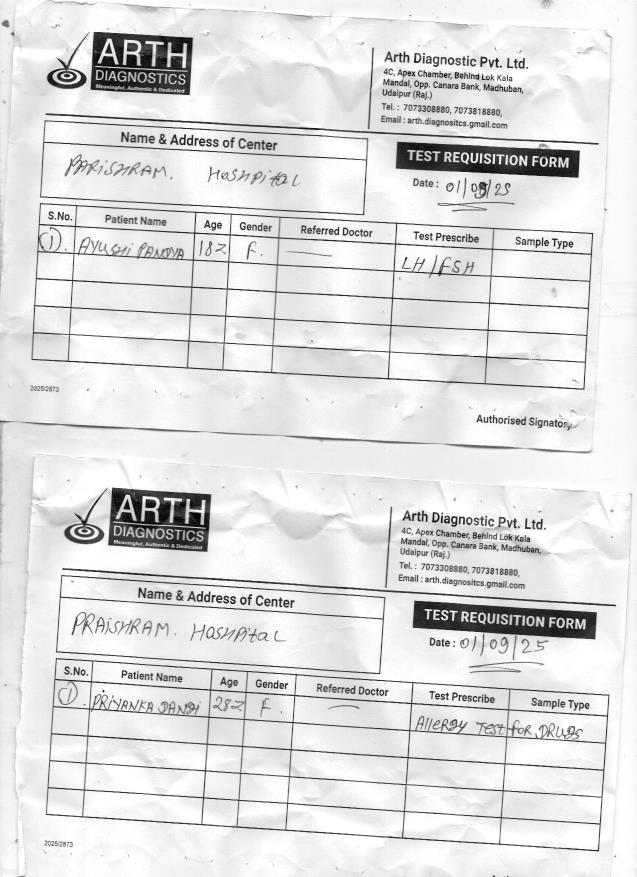 ARTH
DIAGNOSTICS
Meaningful, Authentic & Dedicated
Arth Diagnostic Pvt. Ltd.
4C, Apex Chamber, Behind Lok Kala
Mandal, Opp. Canara Bank, Madhuban,
Udaipur (Raj.)
Tel. : 7073308880, 7073818880,
Email : arth.diagnositcs.gmail.com
Name & Address of Center
PARISHRAM. HOSHPITAL
TEST REQUISITION FORM
Date : 01/09/25
S.No. Patient Name Age Gender Referred Doctor Test Prescribe Sample Type
(1). AYUSHI PANDYA 18 F. — LH/FSH
2025/2873
Authorised Signatory
ARTH
DIAGNOSTICS
Meaningful, Authentic & Dedicated
Arth Diagnostic Pvt. Ltd.
4C, Apex Chamber, Behind Lok Kala
Mandal, Opp. Canara Bank, Madhuban,
Udaipur (Raj.)
Tel. : 7073308880, 7073818880,
Email : arth.diagnositcs.gmail.com
Name & Address of Center
PRAISHRAM. HOSHPITAL
TEST REQUISITION FORM
Date : 01/09/25
S.No. Patient Name Age Gender Referred Doctor Test Prescribe Sample Type
(1). PRIYANKA 28 F. — Allergy Test for DRUGS
2025/2873